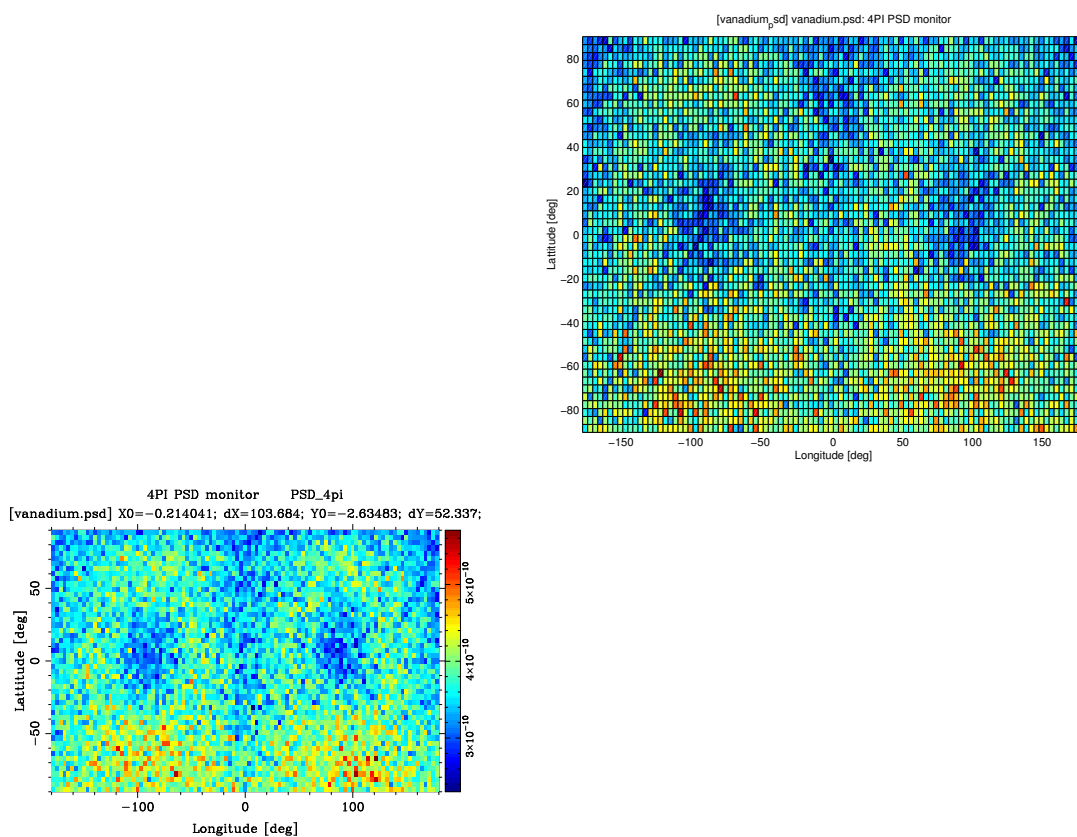 [vanadium_psd] vanadium.psd: 4PI PSD monitor
80
60
40
20
0
−20
−40
−60
−80
Lattitude [deg]
−150 −100 −50 0 50 100 150
Longitude [deg]
4PI PSD monitor PSD_4pi
[vanadium.psd] X0=−0.214041; dX=103.684; Y0=−2.63483; dY=52.337;
50
0
−50
Lattitude [deg]
−100 0 100
Longitude [deg]
5×10⁻¹⁰
4×10⁻¹⁰
3×10⁻¹⁰